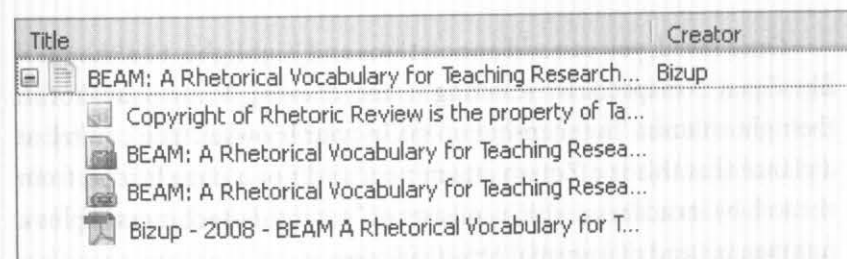 Title Creator
BEAM: A Rhetorical Vocabulary for Teaching Research... Bizup
Copyright of Rhetoric Review is the property of Ta...
BEAM: A Rhetorical Vocabulary for Teaching Resea...
BEAM: A Rhetorical Vocabulary for Teaching Resea...
Bizup - 2008 - BEAM A Rhetorical Vocabulary for T...